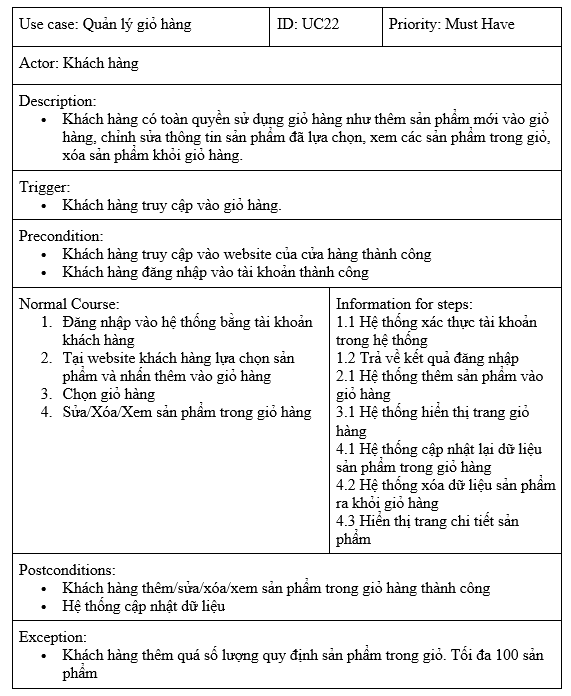 Use case: Quản lý giỏ hàng
ID: UC22
Priority: Must Have
Actor: Khách hàng
Description:
• Khách hàng có toàn quyền sử dụng giỏ hàng như thêm sản phẩm mới vào giỏ
hàng, chỉnh sửa thông tin sản phẩm đã lựa chọn, xem các sản phẩm trong giỏ,
xóa sản phẩm khỏi giỏ hàng.
Trigger:
• Khách hàng truy cập vào giỏ hàng.
Precondition:
• Khách hàng truy cập vào website của cửa hàng thành công
• Khách hàng đăng nhập vào tài khoản thành công
Normal Course:
1. Đăng nhập vào hệ thống bằng tài khoản
khách hàng
2. Tại website khách hàng lựa chọn sản
phẩm và nhấn thêm vào giỏ hàng
3. Chọn giỏ hàng
4. Sửa/Xóa/Xem sản phẩm trong giỏ hàng
Information for steps:
1.1 Hệ thống xác thực tài khoản
trong hệ thống
1.2 Trả về kết quả đăng nhập
2.1 Hệ thống thêm sản phẩm vào
giỏ hàng
3.1 Hệ thống hiển thị trang giỏ
hàng
4.1 Hệ thống cập nhật lại dữ liệu
sản phẩm trong giỏ hàng
4.2 Hệ thống xóa dữ liệu sản phẩm
ra khỏi giỏ hàng
4.3 Hiển thị trang chi tiết sản
phẩm
Postconditions:
• Khách hàng thêm/sửa/xóa/xem sản phẩm trong giỏ hàng thành công
• Hệ thống cập nhật dữ liệu
Exception:
• Khách hàng thêm quá số lượng quy định sản phẩm trong giỏ. Tối đa 100 sản
phẩm